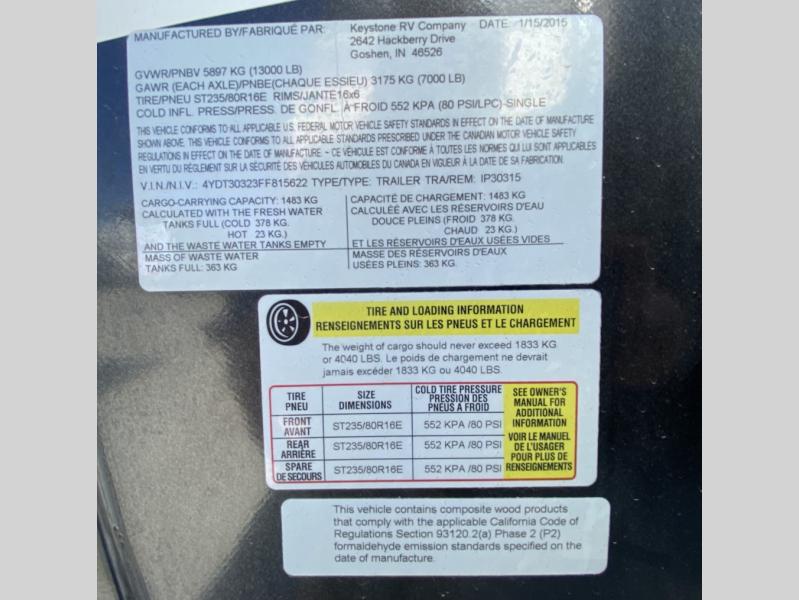 MANUFACTURED BY/FABRIQUÉ PAR: Keystone RV Company DATE: 1/15/2015
2642 Hackberry Drive
Goshen, IN 46526
GVWR/PNBV 5897 KG (13000 LB)
GAWR (EACH AXLE)/PNBE(CHAQUE ESSIEU) 3175 KG (7000 LB)
TIRE/PNEU ST235/80R16E RIMS/JANTE16x6
COLD INFL. PRESS/PRESS. DE GONFL. À FROID 552 KPA (80 PSI/LPC)-SINGLE
THIS VEHICLE CONFORMS TO ALL APPLICABLE U.S. FEDERAL MOTOR VEHICLE SAFETY STANDARDS IN EFFECT ON THE DATE OF MANUFACTURE
SHOWN ABOVE. THIS VEHICLE CONFORMS TO ALL APPLICABLE STANDARDS PRESCRIBED UNDER THE CANADIAN MOTOR VEHICLE SAFETY
REGULATIONS IN EFFECT ON THE DATE OF MANUFACTURE - CE VÉHICULE EST CONFORME À TOUTES LES NORMES QUI LUI SONT APPLICABLES
EN VERTU DU RÈGLEMENT SUR LA SÉCURITÉ DES VÉHICULES AUTOMOBILES DU CANADA EN VIGUEUR À LA DATE DE SA FABRICATION.
V.I.N./N.I.V.: 4YDT30323FF815622 TYPE/TYPE: TRAILER TRA/REM: IP30315
CARGO-CARRYING CAPACITY: 1483 KG
CALCULATED WITH THE FRESH WATER
TANKS FULL (COLD 378 KG.
HOT 23 KG.)
AND THE WASTE WATER TANKS EMPTY
MASS OF WASTE WATER
TANKS FULL: 363 KG
CAPACITÉ DE CHARGEMENT: 1483 KG
CALCULÉE AVEC LES RÉSERVOIRS D'EAU
DOUCE PLEINS (FROID 378 KG.
CHAUD 23 KG.)
ET LES RÉSERVOIRS D'EAUX USÉES VIDES
MASSE DES RÉSERVOIRS D'EAUX
USÉES PLEINS: 363 KG.
TIRE AND LOADING INFORMATION
RENSEIGNEMENTS SUR LES PNEUS ET LE CHARGEMENT
The weight of cargo should never exceed 1833 KG
or 4040 LBS. Le poids de chargement ne devrait
jamais excéder 1833 KG ou 4040 LBS.
TIRE
PNEU
SIZE
DIMENSIONS
COLD TIRE PRESSURE
PRESSION DES
PNEUS A FROID
FRONT
AVANT
ST235/80R16E
552 KPA /80 PSI
REAR
ARRIÈRE
ST235/80R16E
552 KPA /80 PSI
SPARE
DE SECOURS
ST235/80R16E
552 KPA /80 PSI
SEE OWNER'S
MANUAL FOR
ADDITIONAL
INFORMATION
VOIR LE MANUEL
DE L'USAGER
POUR PLUS DE
RENSEIGNEMENTS
This vehicle contains composite wood products
that comply with the applicable California Code of
Regulations Section 93120.2(a) Phase 2 (P2)
formaldehyde emission standards specified on the
date of manufacture.